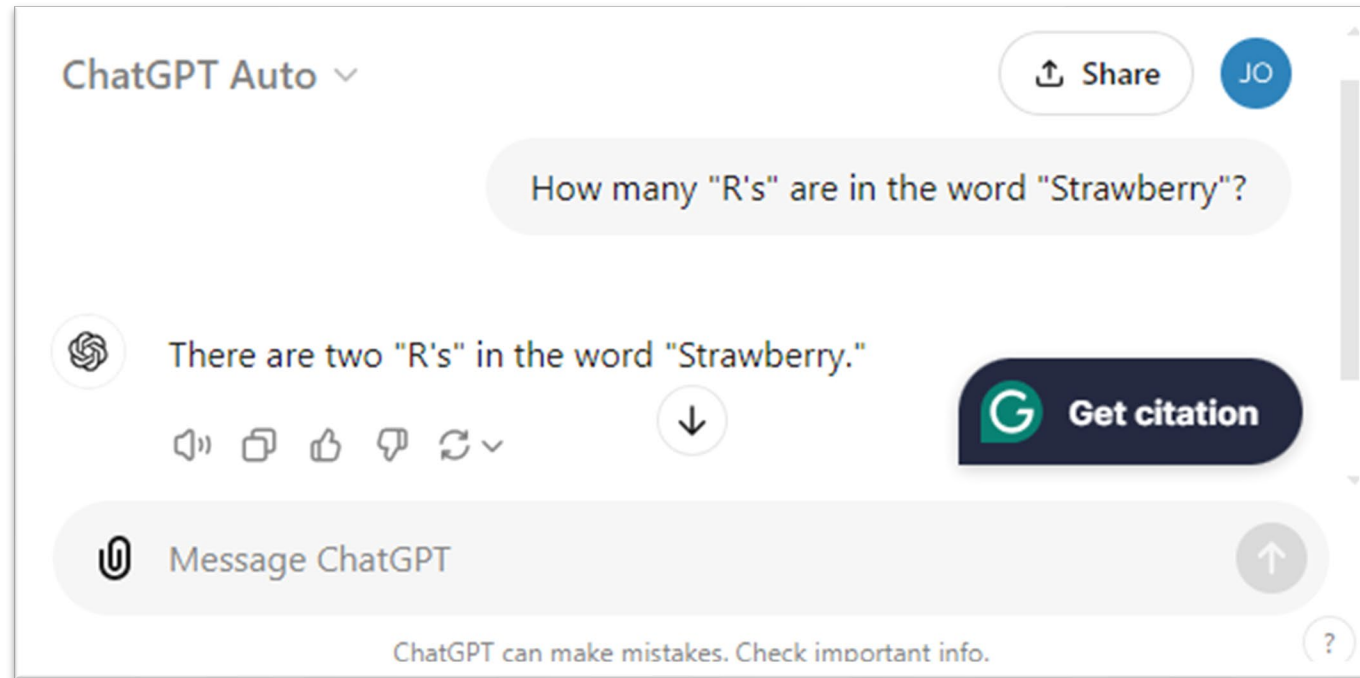 ChatGPT Auto
Share
JO
How many "R's" are in the word "Strawberry"?
There are two "R's" in the word "Strawberry."
G Get citation
Message ChatGPT
ChatGPT can make mistakes. Check important info.
?